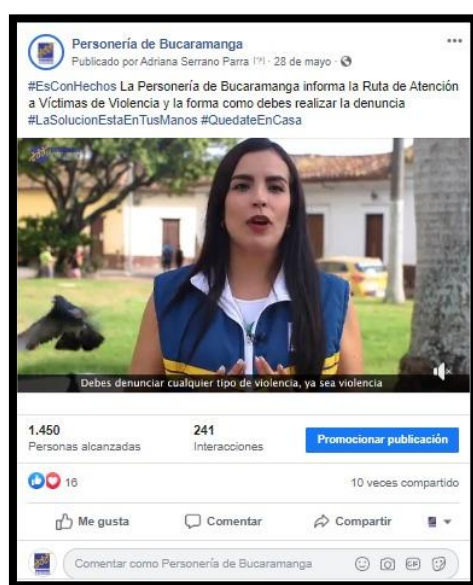 Personería de Bucaramanga
Publicado por Adriana Serrano Parra [?] · 28 de mayo ·
#EsConHechos La Personería de Bucaramanga informa la Ruta de Atención
a Víctimas de Violencia y la forma como debes realizar la denuncia
#LaSolucionEstaEnTusManos #QuedateEnCasa
Debes denunciar cualquier tipo de violencia, ya sea violencia
1.450
Personas alcanzadas
241
Interacciones
Promocionar publicación
16
10 veces compartido
Me gusta
Comentar
Compartir
Comentar como Personería de Bucaramanga
GIF